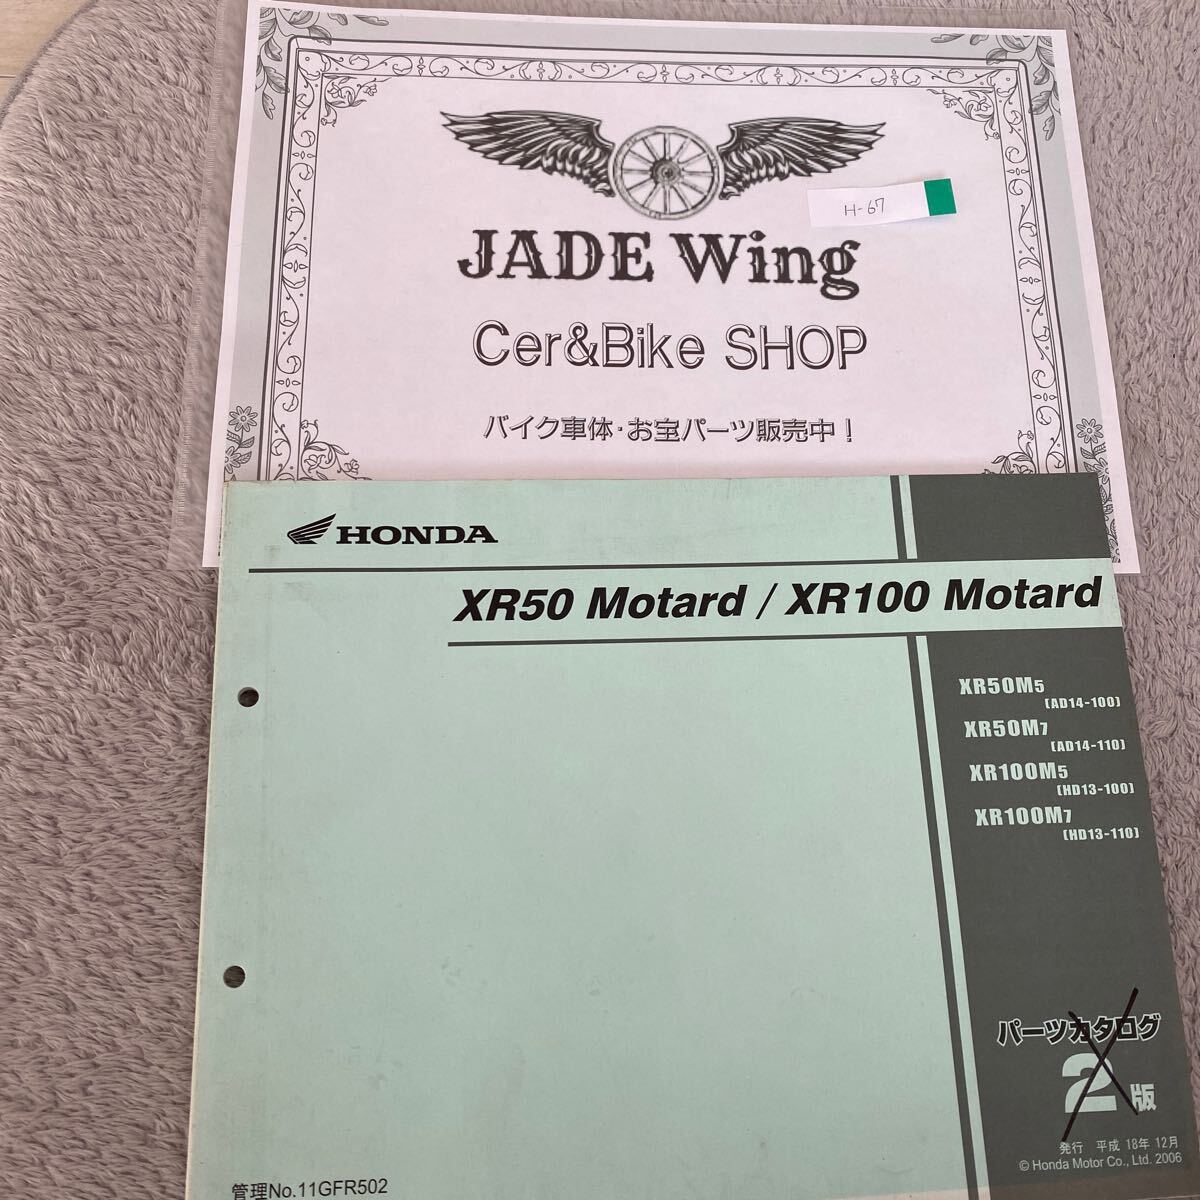 H-67
JADE Wing
Cer&Bike SHOP
バイク車体・お宝パーツ販売中！
HONDA
XR50 Motard / XR100 Motard
XR50M5
(AD14-100)
XR50M7
(AD14-110)
XR100M5
(HD13-100)
XR100M7
(HD13-110)
パーツカタログ
2版
発行 平成 18年 12月
© Honda Motor Co., Ltd. 2006
管理No.11GFR502